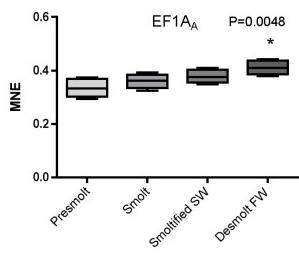 EF1A_A P=0.0048
*
MNE
0.6
0.4
0.2
0.0
Presmolt
Smolt
Smoltified SW
Desmolt FW